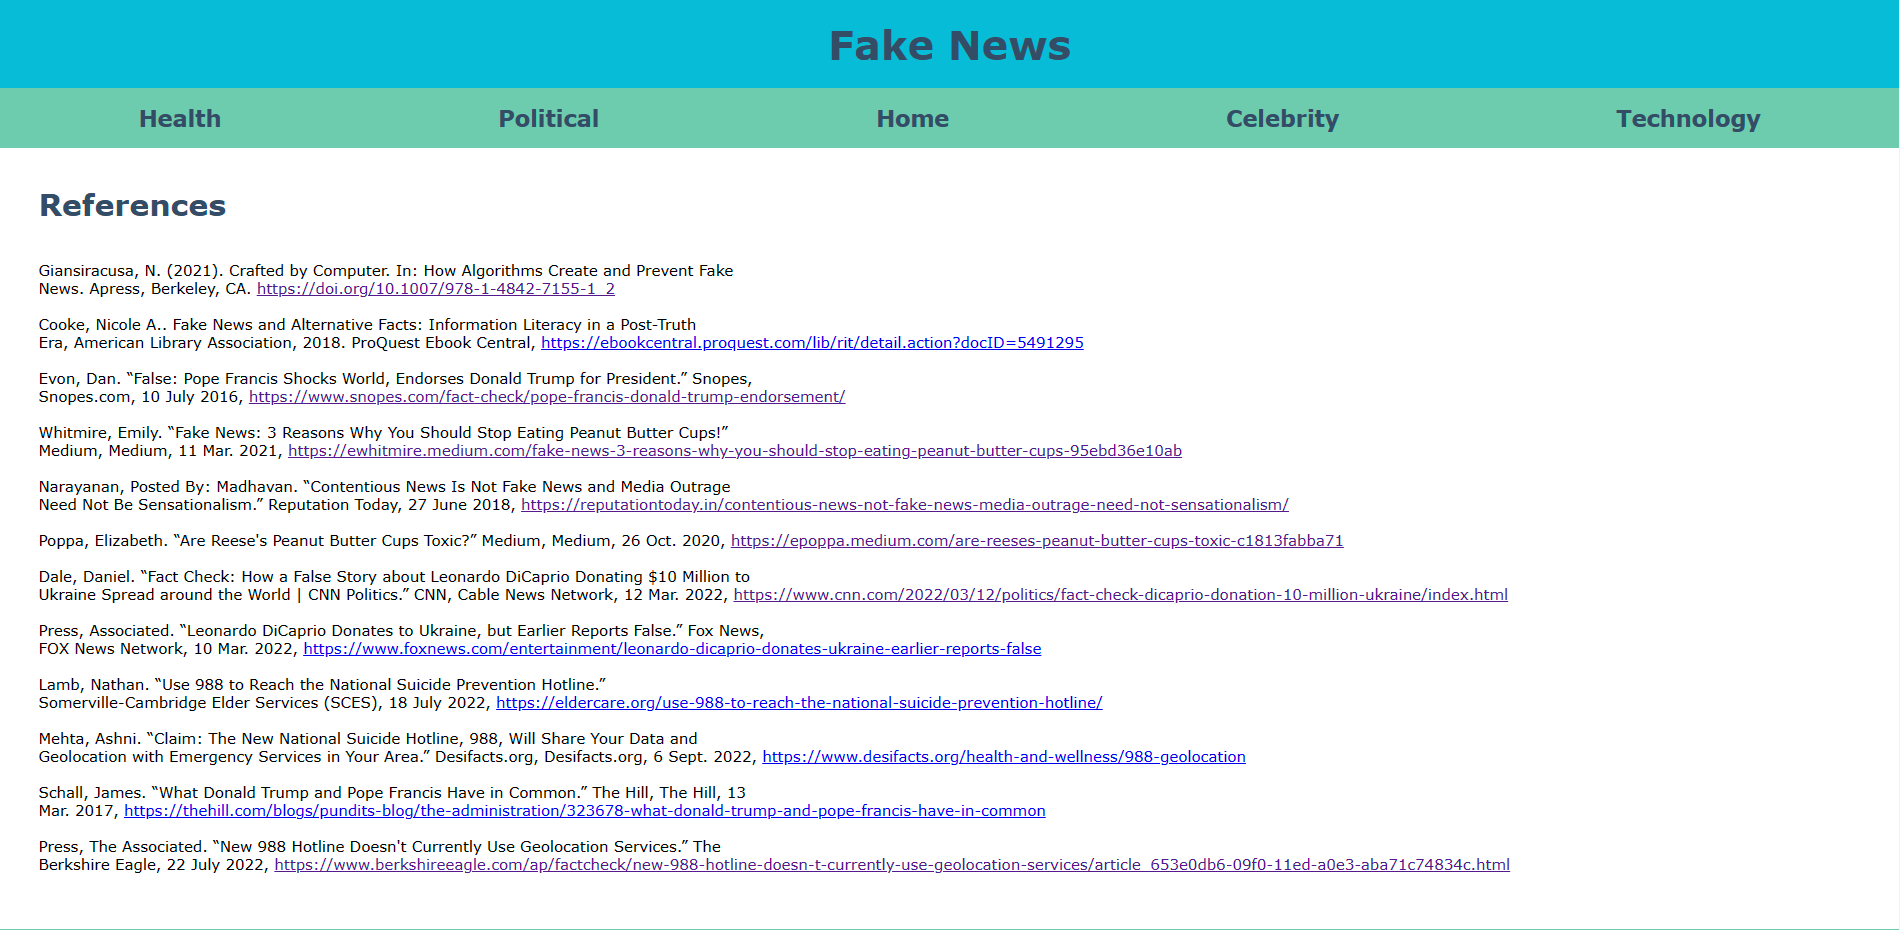 Fake News
Health Political Home Celebrity Technology
References
Giansiracusa, N. (2021). Crafted by Computer. In: How Algorithms Create and Prevent Fake
News. Apress, Berkeley, CA. https://doi.org/10.1007/978-1-4842-7155-1_2
Cooke, Nicole A.. Fake News and Alternative Facts: Information Literacy in a Post-Truth
Era, American Library Association, 2018. ProQuest Ebook Central, https://ebookcentral.proquest.com/lib/rit/detail.action?docID=5491295
Evon, Dan. “False: Pope Francis Shocks World, Endorses Donald Trump for President.” Snopes,
Snopes.com, 10 July 2016, https://www.snopes.com/fact-check/pope-francis-donald-trump-endorsement/
Whitmire, Emily. “Fake News: 3 Reasons Why You Should Stop Eating Peanut Butter Cups!”
Medium, Medium, 11 Mar. 2021, https://ewhitmire.medium.com/fake-news-3-reasons-why-you-should-stop-eating-peanut-butter-cups-95ebd36e10ab
Narayanan, Posted By: Madhavan. “Contentious News Is Not Fake News and Media Outrage
Need Not Be Sensationalism.” Reputation Today, 27 June 2018, https://reputationtoday.in/contentious-news-not-fake-news-media-outrage-need-not-sensationalism/
Poppa, Elizabeth. “Are Reese's Peanut Butter Cups Toxic?” Medium, Medium, 26 Oct. 2020, https://epoppa.medium.com/are-reeses-peanut-butter-cups-toxic-c1813fabba71
Dale, Daniel. “Fact Check: How a False Story about Leonardo DiCaprio Donating $10 Million to
Ukraine Spread around the World | CNN Politics.” CNN, Cable News Network, 12 Mar. 2022, https://www.cnn.com/2022/03/12/politics/fact-check-dicaprio-donation-10-million-ukraine/index.html
Press, Associated. “Leonardo DiCaprio Donates to Ukraine, but Earlier Reports False.” Fox News,
FOX News Network, 10 Mar. 2022, https://www.foxnews.com/entertainment/leonardo-dicaprio-donates-ukraine-earlier-reports-false
Lamb, Nathan. “Use 988 to Reach the National Suicide Prevention Hotline.”
Somerville-Cambridge Elder Services (SCES), 18 July 2022, https://eldercare.org/use-988-to-reach-the-national-suicide-prevention-hotline/
Mehta, Ashni. “Claim: The New National Suicide Hotline, 988, Will Share Your Data and
Geolocation with Emergency Services in Your Area.” Desifacts.org, Desifacts.org, 6 Sept. 2022, https://www.desifacts.org/health-and-wellness/988-geolocation
Schall, James. “What Donald Trump and Pope Francis Have in Common.” The Hill, The Hill, 13
Mar. 2017, https://thehill.com/blogs/pundits-blog/the-administration/323678-what-donald-trump-and-pope-francis-have-in-common
Press, The Associated. “New 988 Hotline Doesn't Currently Use Geolocation Services.” The
Berkshire Eagle, 22 July 2022, https://www.berkshireeagle.com/ap/factcheck/new-988-hotline-doesn-t-currently-use-geolocation-services/article_653e0db6-09f0-11ed-a0e3-aba71c74834c.html